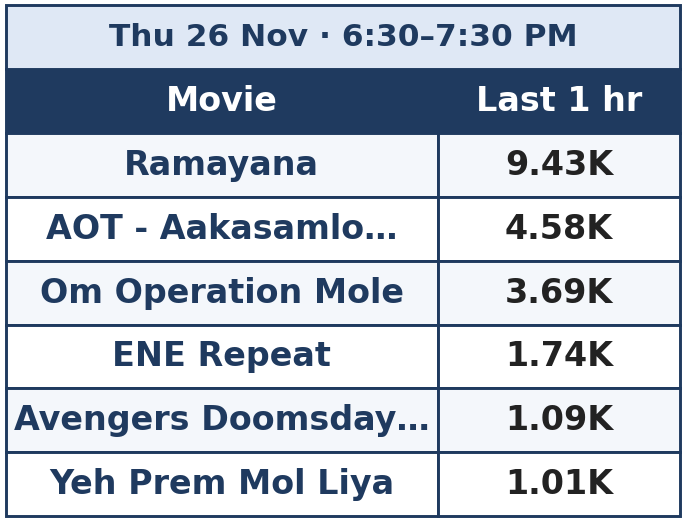 Thu 26 Nov · 6:30–7:30 PM
Movie Last 1 hr
Ramayana 9.43K
AOT - Aakasamlo... 4.58K
Om Operation Mole 3.69K
ENE Repeat 1.74K
Avengers Doomsday... 1.09K
Yeh Prem Mol Liya 1.01K